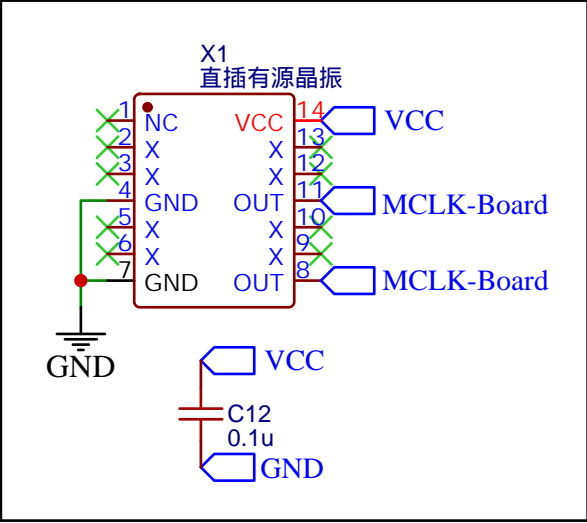 X1
直插有源晶振
1 NC VCC 14 VCC
2 X X 13
3 X X 12
4 GND OUT 11 MCLK-Board
5 X X 10
6 X X 9
7 GND OUT 8 MCLK-Board
GND
VCC
C12
0.1u
GND